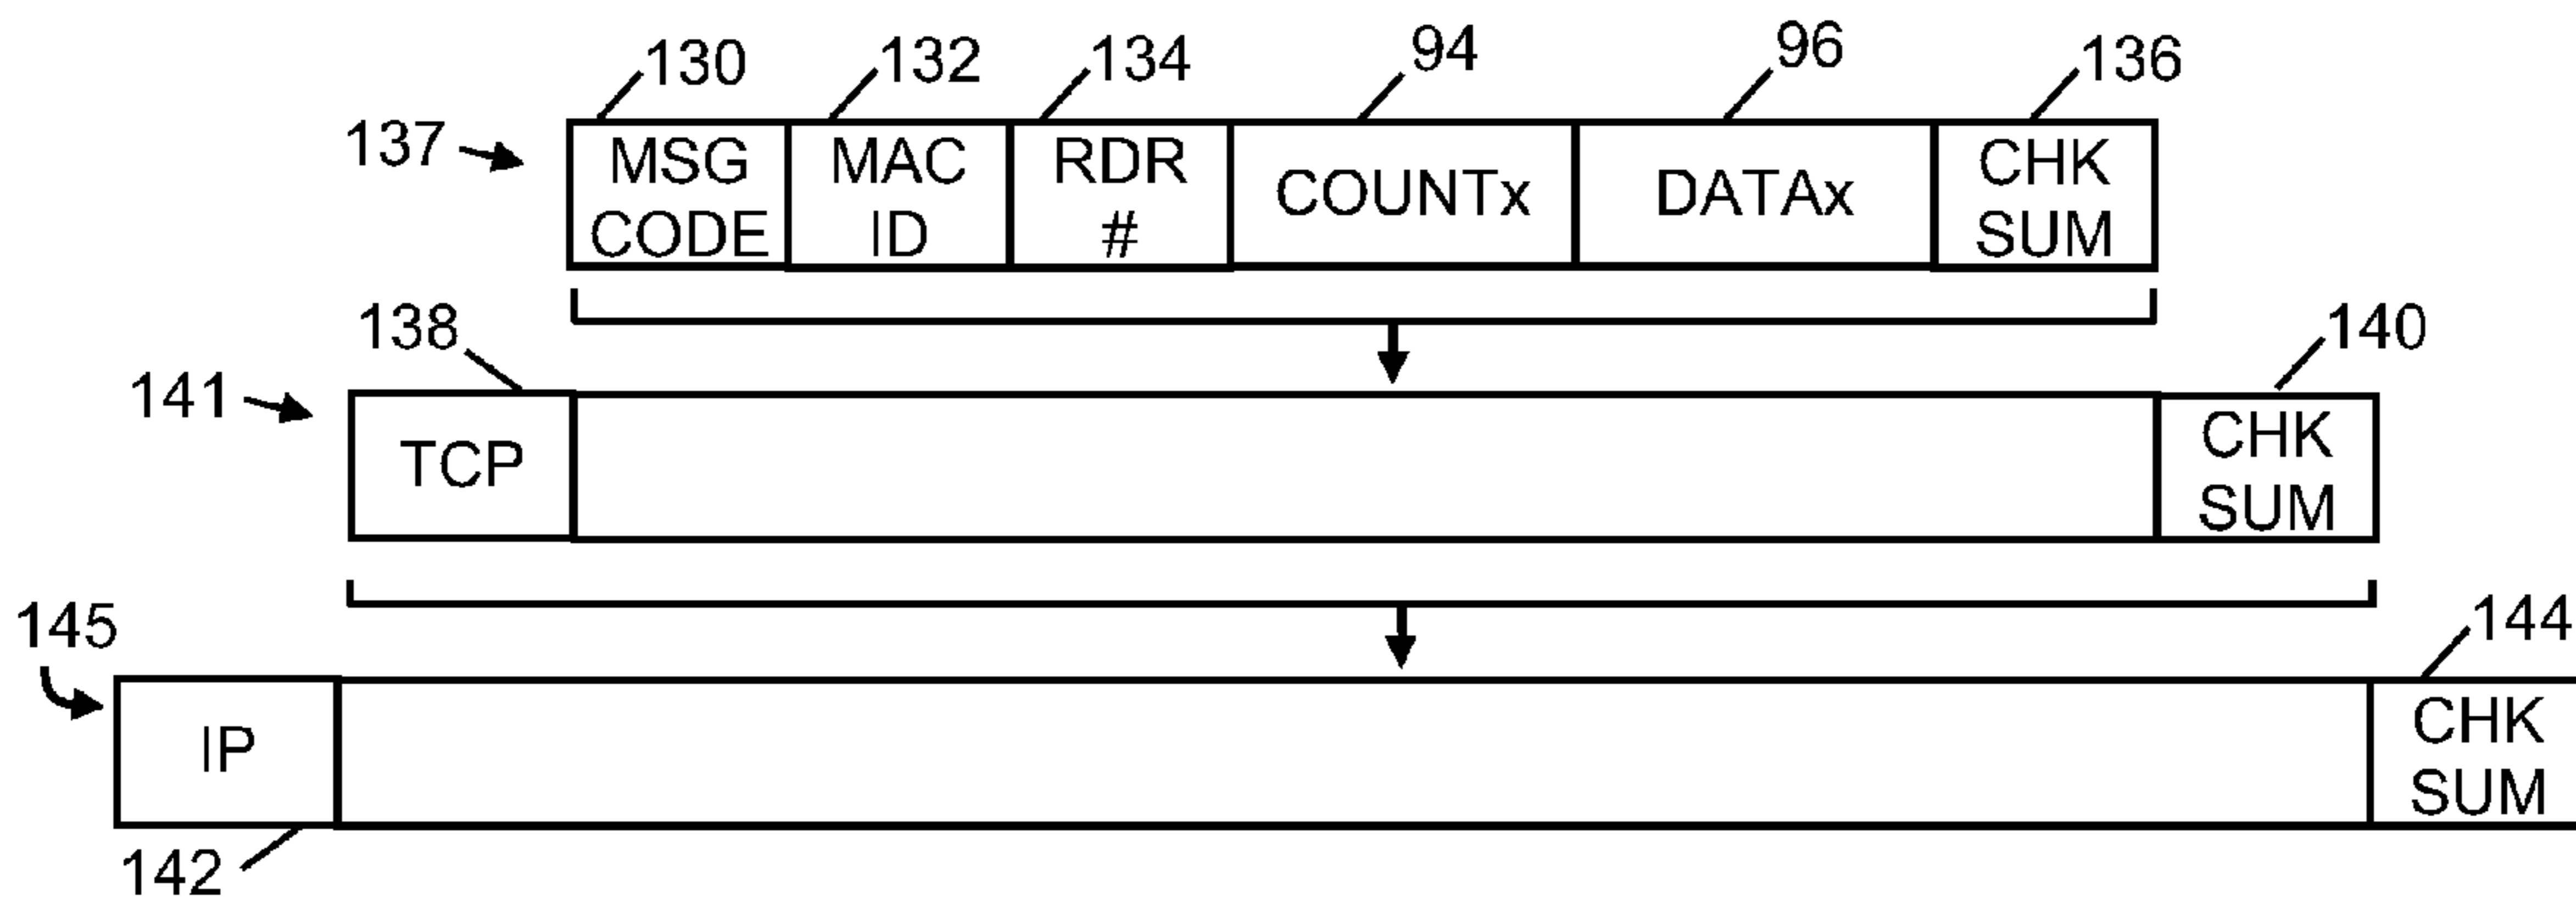 130 132 134 94 96 136
137
MSG CODE MAC ID RDR # COUNTx DATAx CHK SUM
138 140
141
TCP CHK SUM
145 144
IP CHK SUM
142